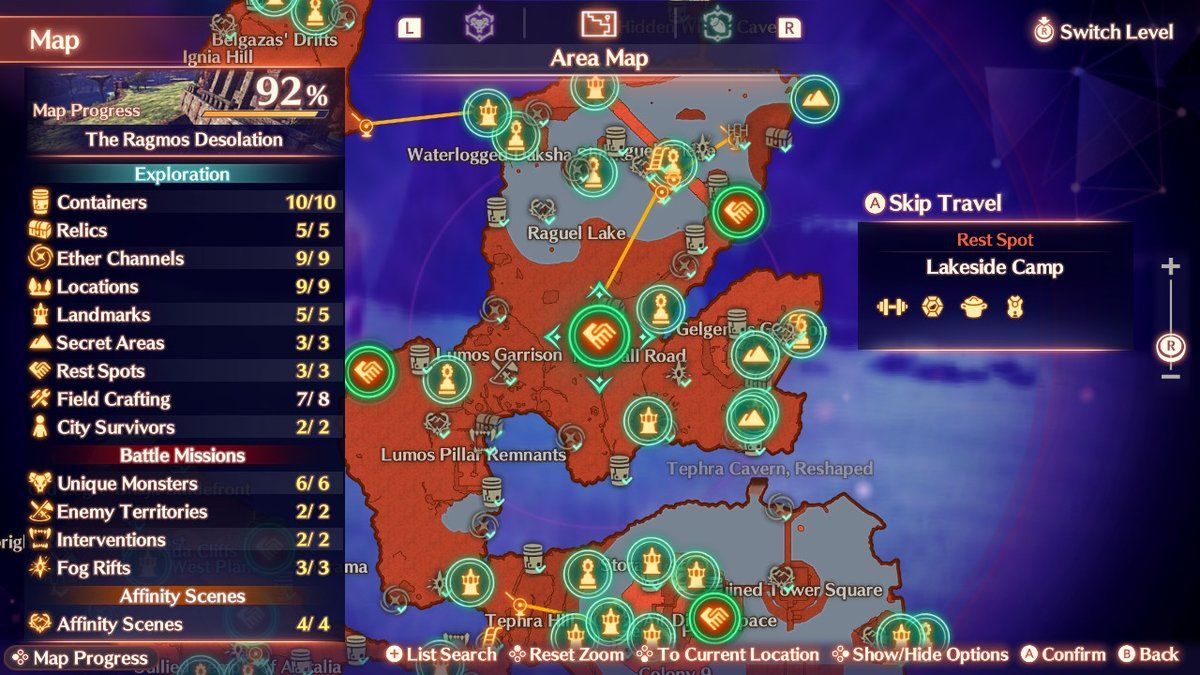 Map
Belgazas' Drifts
Ignia Hill
L
R
Area Map
R Switch Level
Map Progress
92%
The Ragmos Desolation
Exploration
Containers 10/10
Relics 5/5
Ether Channels 9/9
Locations 9/9
Landmarks 5/5
Secret Areas 3/3
Rest Spots 3/3
Field Crafting 7/8
City Survivors 2/2
Battle Missions
Unique Monsters 6/6
Enemy Territories 2/2
Interventions 2/2
Fog Rifts 3/3
Affinity Scenes
Affinity Scenes 4/4
Waterlogged
Raguel Lake
Lumos Garrison
Road
Lumos Pillar Remnants
Tephra Cavern, Reshaped
Tower Square
A Skip Travel
Rest Spot
Lakeside Camp
R
Map Progress
+ List Search
Reset Zoom
To Current Location
Show/Hide Options
A Confirm
B Back
Colony 9